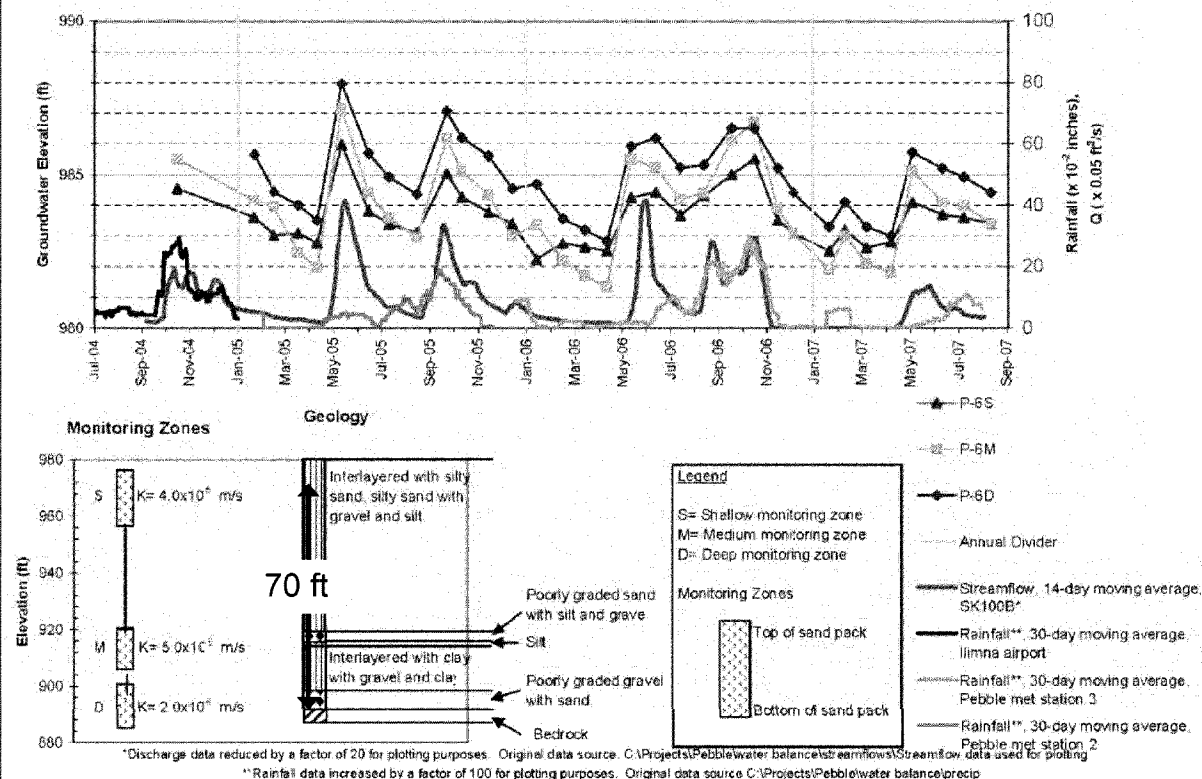 990
985
980
Groundwater Elevation (ft)
100
80
60
40
20
0
Rainfall (x 10⁻² inches),
Q ( x 0.05 ft³/s)
Jul-04
Sep-04
Nov-04
Jan-05
Mar-05
May-05
Jul-05
Sep-05
Nov-05
Jan-06
Mar-06
May-06
Jul-06
Sep-06
Nov-06
Jan-07
Mar-07
May-07
Jul-07
Sep-07
P-6S
P-6M
P-6D
Annual Divider
Streamflow, 14-day moving average,
SK100B*
Rainfall**, 30-day moving average,
Ilimna airport
Rainfall**, 30-day moving average,
Pebble met station 3
Rainfall**, 30-day moving average,
Pebble met station 2
Monitoring Zones
Geology
Elevation (ft)
980
960
940
920
900
880
S
K= 4.0x10 m/s
M
K= 5.0x10 m/s
D
K= 2.0x10 m/s
Interlayered with silty
sand, silty sand with
gravel and silt
70 ft
Interlayered with clay
with gravel and clay
Poorly graded sand
with silt and grave
Silt
Poorly graded gravel
with sand
Bedrock
Legend
S= Shallow monitoring zone
M= Medium monitoring zone
D= Deep monitoring zone
Monitoring Zones
Top of sand pack
Bottom of sand pack
*Discharge data reduced by a factor of 20 for plotting purposes. Original data source. C:\Projects\Pebble\water balance\streamflows\Streamflow data used for plotting
**Rainfall data increased by a factor of 100 for plotting purposes. Original data source C:\Projects\Pebble\water balance\precip